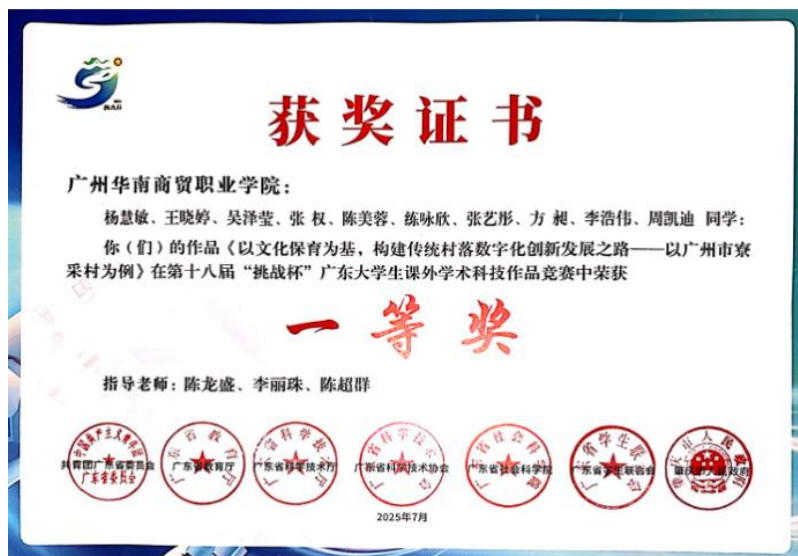 获奖证书
广州华南商贸职业学院：
杨慧敏、王晓婷、吴泽莹、张 权、陈美蓉、练咏欣、张艺彤、方 昶、李浩伟、周凯迪 同学：
你（们）的作品《以文化保育为基，构建传统村落数字化创新发展之路——以广州市寮
采村为例》在第十八届“挑战杯”广东大学生课外学术科技作品竞赛中荣获
一等奖
指导老师：陈龙盛、李丽珠、陈超群
共青团广东省委员会 广东省教育厅 广东省科学技术厅 广东省科学技术协会 广东省社会科学院 广东省学生联合会 肇庆市人民政府
2025年7月